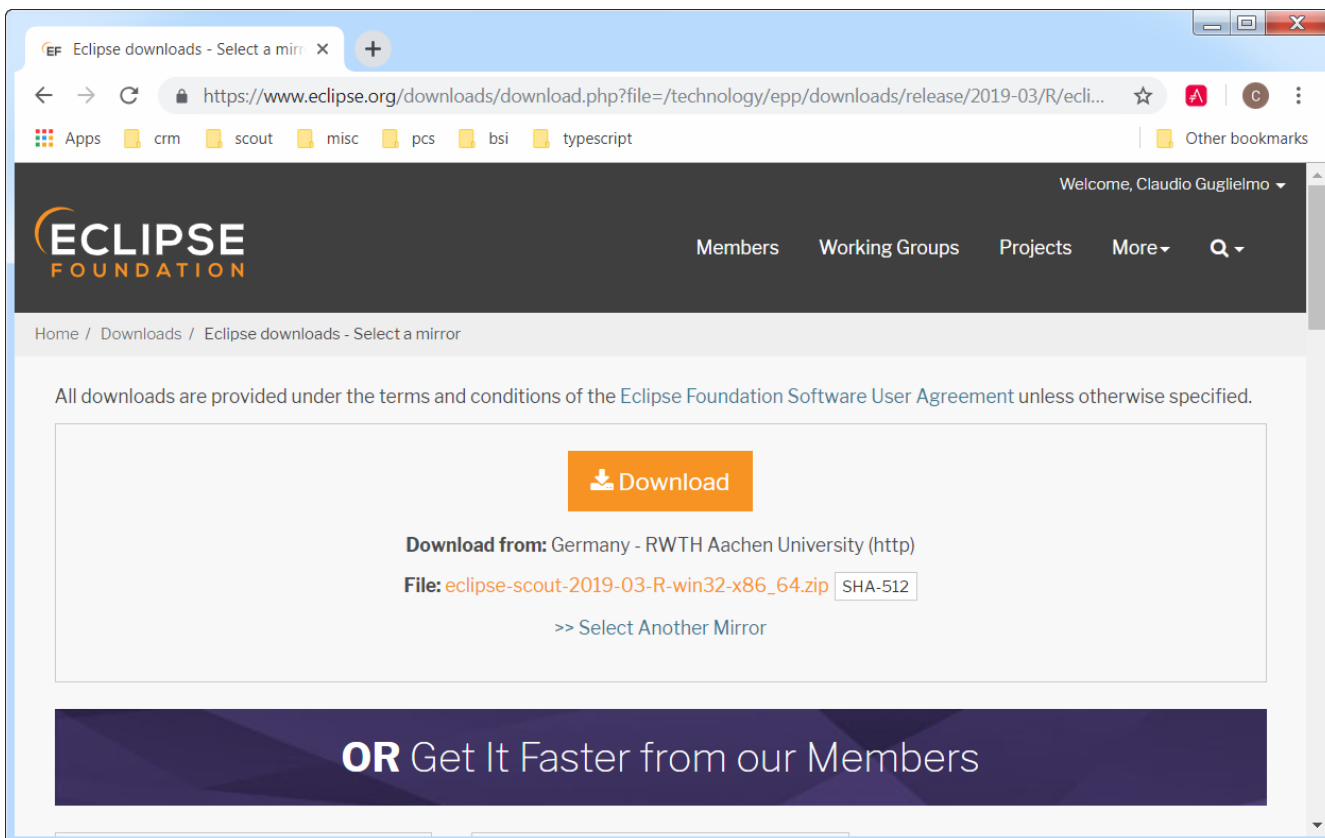 EF Eclipse downloads - Select a mirr
https://www.eclipse.org/downloads/download.php?file=/technology/epp/downloads/release/2019-03/R/ecli...
C
Apps crm scout misc pcs bsi typescript Other bookmarks
Welcome, Claudio Guglielmo
ECLIPSE
FOUNDATION
Members Working Groups Projects More
Home / Downloads / Eclipse downloads - Select a mirror
All downloads are provided under the terms and conditions of the Eclipse Foundation Software User Agreement unless otherwise specified.
Download
Download from: Germany - RWTH Aachen University (http)
File: eclipse-scout-2019-03-R-win32-x86_64.zip SHA-512
>> Select Another Mirror
OR Get It Faster from our Members